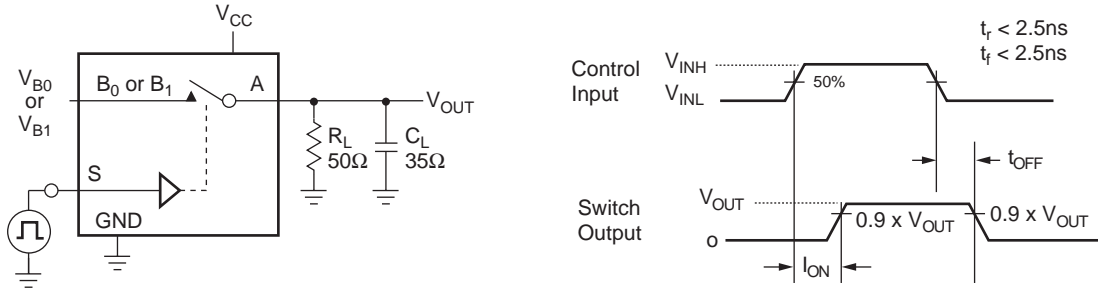 V_CC
V_B0
or
V_B1
B_0 or B_1
A
V_OUT
R_L
50Ω
C_L
35Ω
S
GND
t_r < 2.5ns
t_f < 2.5ns
Control
Input
V_INH
50%
V_INL
t_OFF
Switch
Output
V_OUT
0.9 x V_OUT
0.9 x V_OUT
o
I_ON